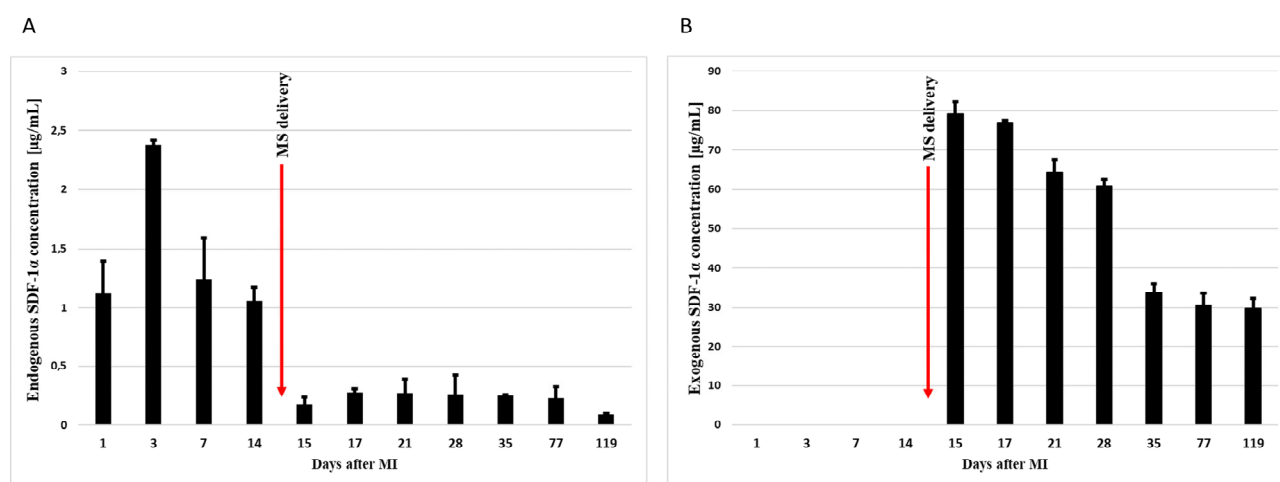 A
Endogenous SDF-1α concentration [µg/mL]
3
2,5
2
1,5
1
0,5
0
MS delivery
1 3 7 14 15 17 21 28 35 77 119
Days after MI
B
Exogenous SDF-1α concentration [µg/mL]
90
80
70
60
50
40
30
20
10
0
MS delivery
1 3 7 14 15 17 21 28 35 77 119
Days after MI